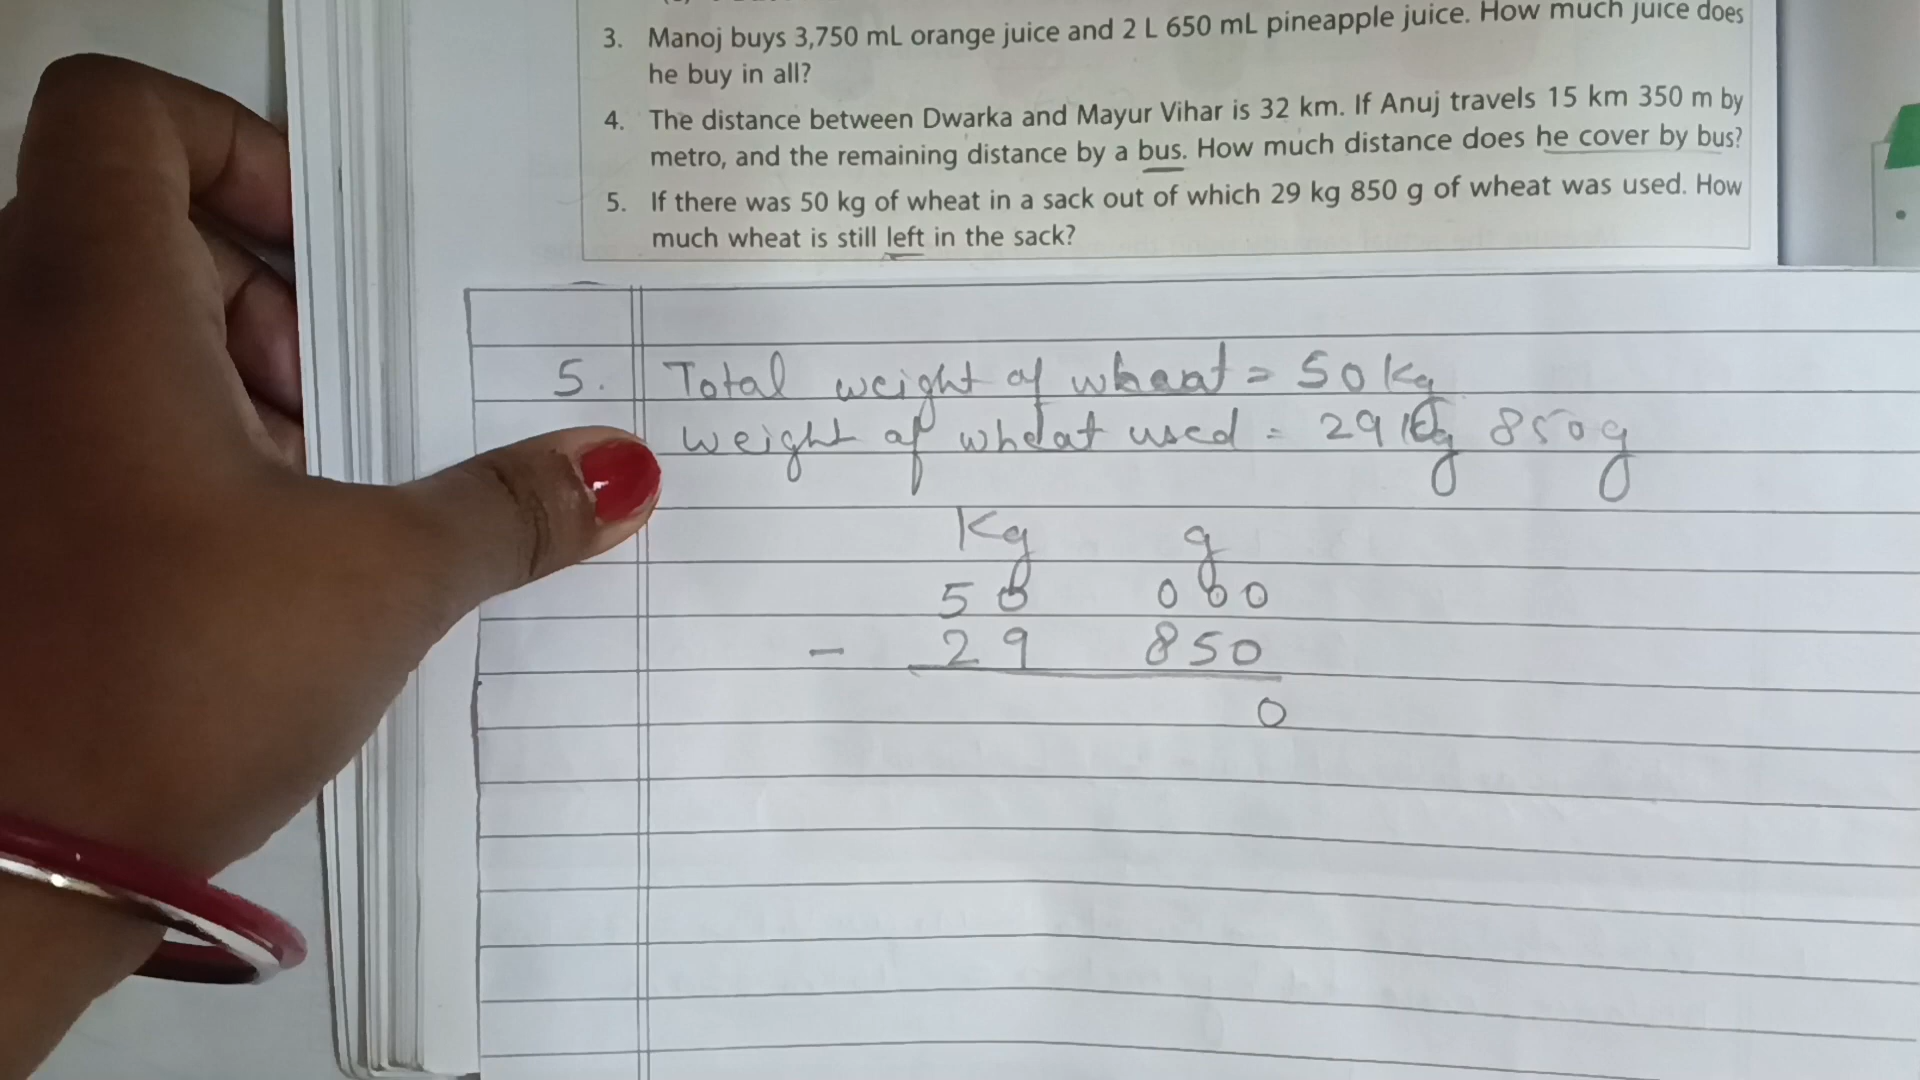 3. Manoj buys 3,750 mL orange juice and 2 L 650 mL pineapple juice. How much juice does
he buy in all?
4. The distance between Dwarka and Mayur Vihar is 32 km. If Anuj travels 15 km 350 m by
metro, and the remaining distance by a bus. How much distance does he cover by bus?
5. If there was 50 kg of wheat in a sack out of which 29 kg 850 g of wheat was used. How
much wheat is still left in the sack?
5. Total weight of wheat = 50 kg
Weight of wheat used = 29 kg 850 g
Kg g
50 000
- 29 850
0